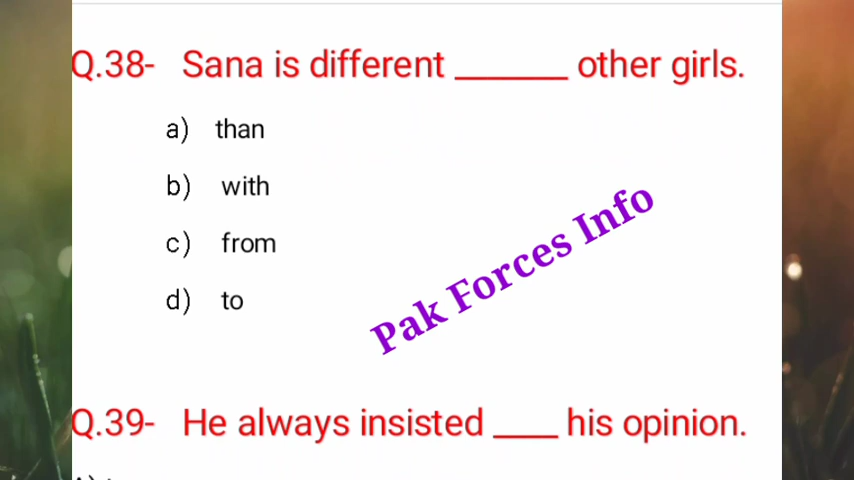 Q.38- Sana is different _______ other girls.
a) than
b) with
c) from
d) to
Pak Forces Info
Q.39- He always insisted ____ his opinion.